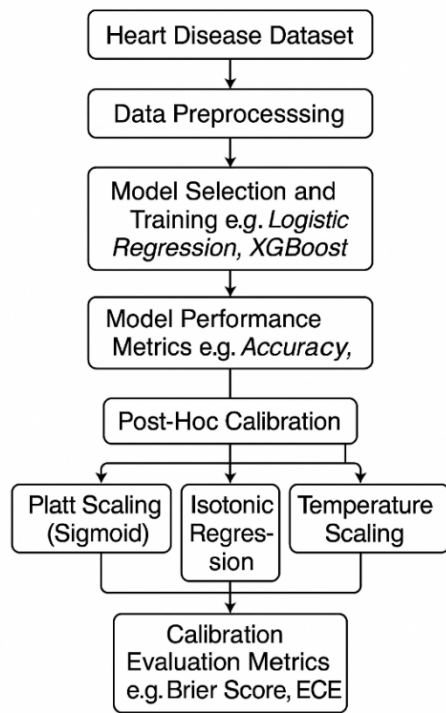 Heart Disease Dataset
Data Preprocesssing
Model Selection and
Training e.g. Logistic
Regression, XGBoost
Model Performance
Metrics e.g. Accuracy,
Post-Hoc Calibration
Platt Scaling
(Sigmoid)
Isotonic
Regres-
sion
Temperature
Scaling
Calibration
Evaluation Metrics
e.g. Brier Score, ECE